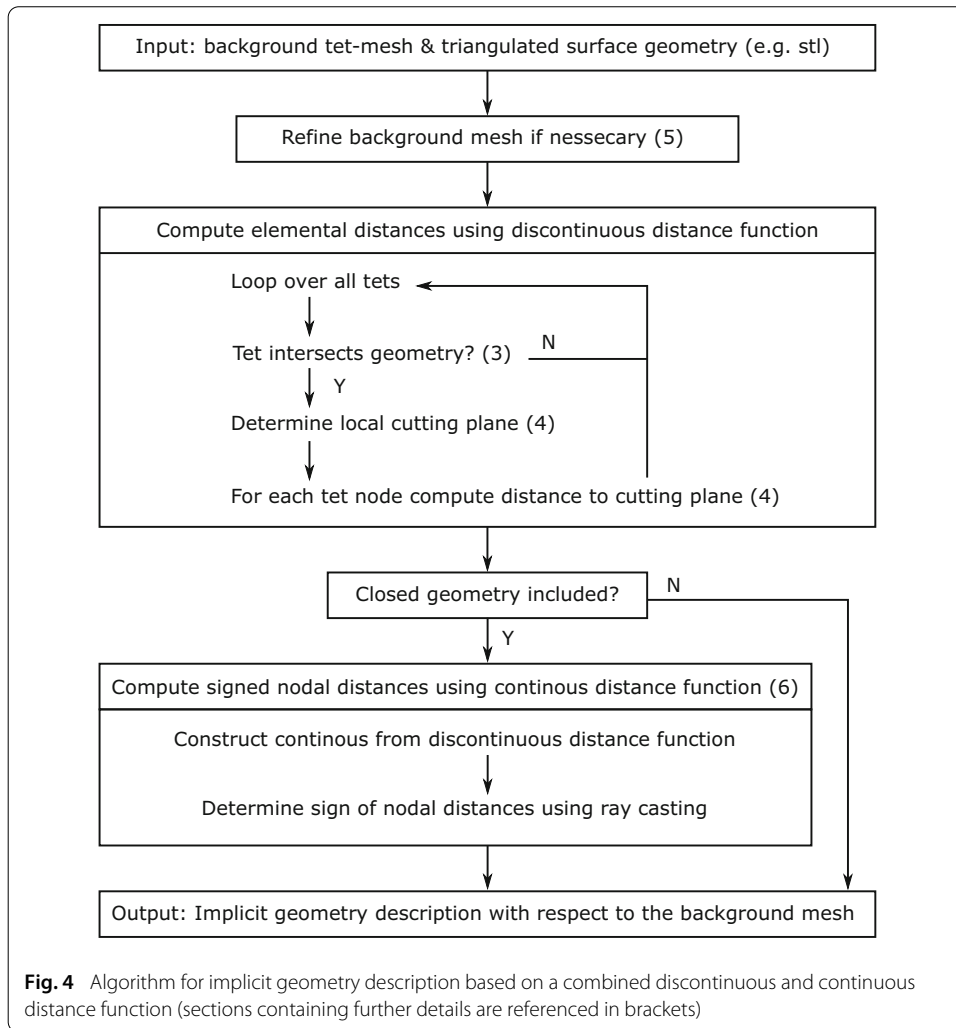 Input: background tet-mesh & triangulated surface geometry (e.g. stl)
Refine background mesh if nessecary (5)
Compute elemental distances using discontinuous distance function
Loop over all tets
Tet intersects geometry? (3)
N
Y
Determine local cutting plane (4)
For each tet node compute distance to cutting plane (4)
Closed geometry included?
N
Y
Compute signed nodal distances using continous distance function (6)
Construct continous from discontinuous distance function
Determine sign of nodal distances using ray casting
Output: Implicit geometry description with respect to the background mesh
Fig. 4 Algorithm for implicit geometry description based on a combined discontinuous and continuous
distance function (sections containing further details are referenced in brackets)